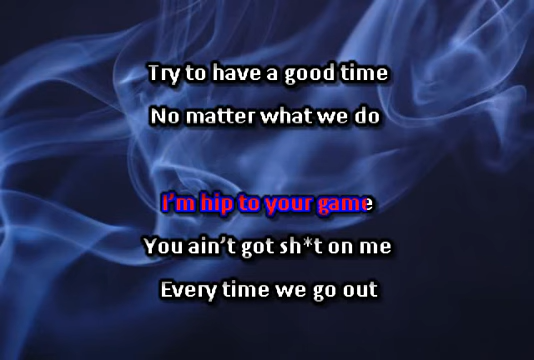 Try to have a good time
No matter what we do
I'm hip to your game
You ain't got sh*t on me
Every time we go out